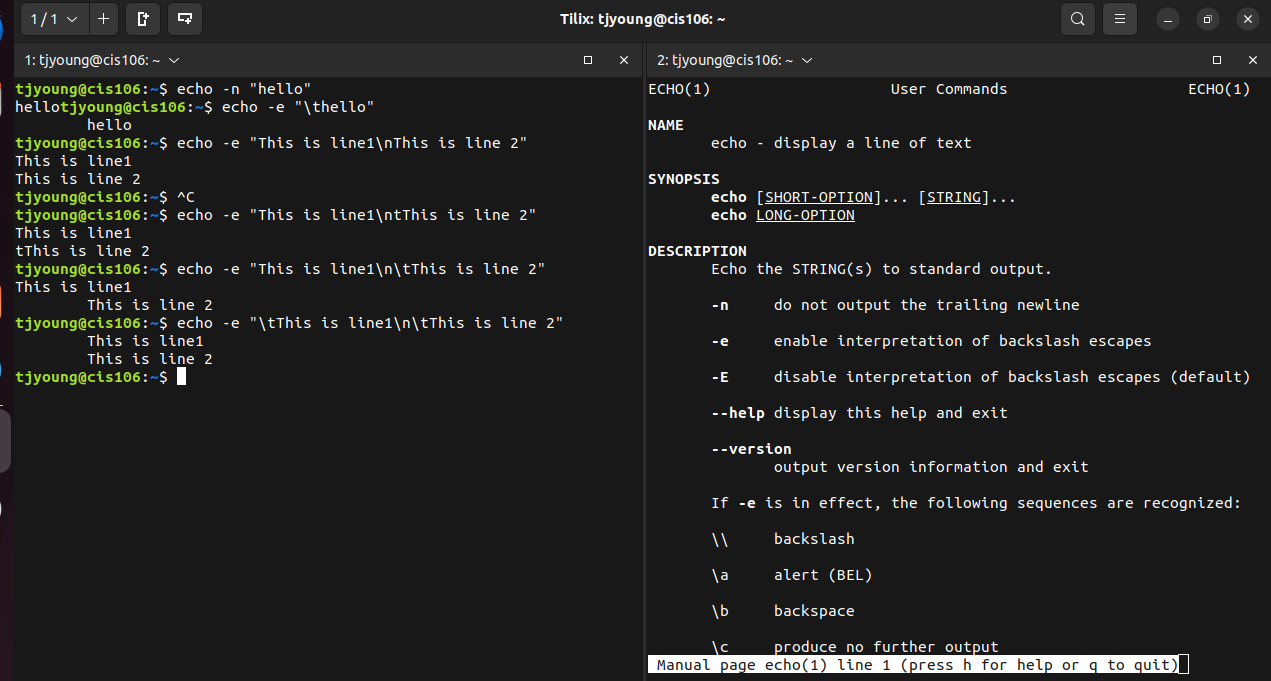 1 / 1
Tilix: tjyoung@cis106: ~
1: tjyoung@cis106: ~
tjyoung@cis106:~$ echo -n "hello"
hellotjyoung@cis106:~$ echo -e "\thello"
        hello
tjyoung@cis106:~$ echo -e "This is line1\nThis is line 2"
This is line1
This is line 2
tjyoung@cis106:~$ ^C
tjyoung@cis106:~$ echo -e "This is line1\ntThis is line 2"
This is line1
tThis is line 2
tjyoung@cis106:~$ echo -e "This is line1\n\tThis is line 2"
This is line1
        This is line 2
tjyoung@cis106:~$ echo -e "\tThis is line1\n\tThis is line 2"
        This is line1
        This is line 2
tjyoung@cis106:~$
2: tjyoung@cis106: ~
ECHO(1)                    User Commands                    ECHO(1)
NAME
       echo - display a line of text
SYNOPSIS
       echo [SHORT-OPTION]... [STRING]...
       echo LONG-OPTION
DESCRIPTION
       Echo the STRING(s) to standard output.
       -n     do not output the trailing newline
       -e     enable interpretation of backslash escapes
       -E     disable interpretation of backslash escapes (default)
       --help display this help and exit
       --version
              output version information and exit
       If -e is in effect, the following sequences are recognized:
       \\     backslash
       \a     alert (BEL)
       \b     backspace
       \c     produce no further output
 Manual page echo(1) line 1 (press h for help or q to quit)